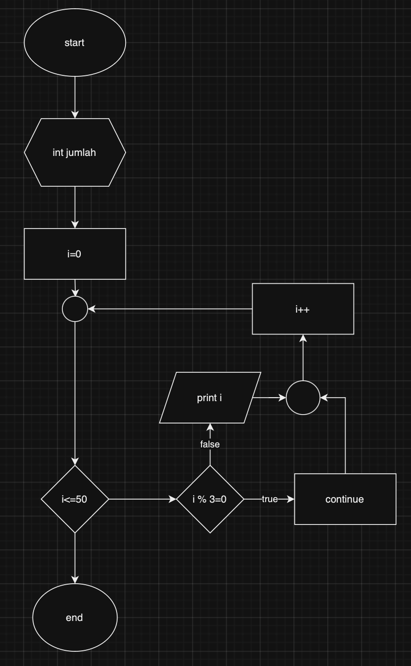 start
int jumlah
i=0
i++
print i
false
i<=50
i % 3=0
true
continue
end